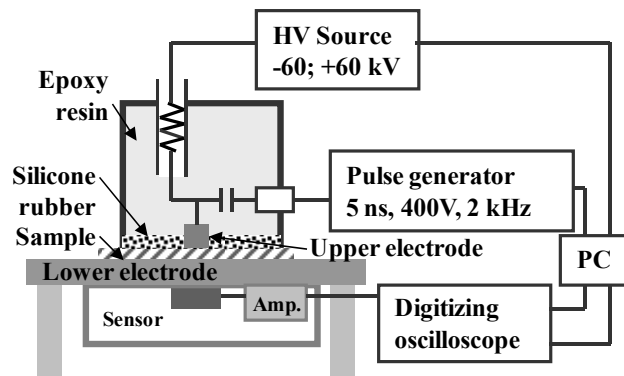 HV Source
-60; +60 kV
Epoxy
resin
Pulse generator
5 ns, 400V, 2 kHz
Silicone
rubber
Sample
Upper electrode
PC
Lower electrode
Sensor
Amp.
Digitizing
oscilloscope